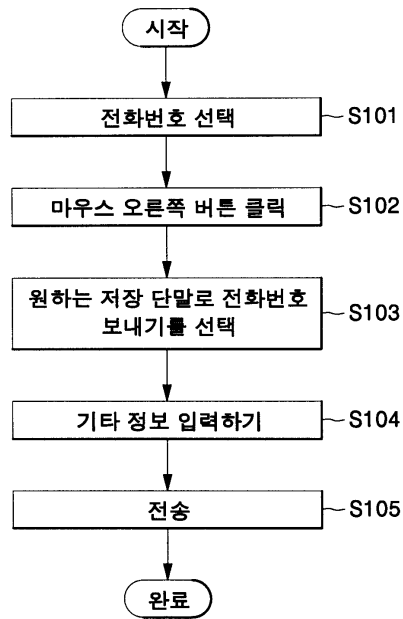 시작
전화번호 선택
S101
마우스 오른쪽 버튼 클릭
S102
원하는 저장 단말로 전화번호
보내기를 선택
S103
기타 정보 입력하기
S104
전송
S105
완료